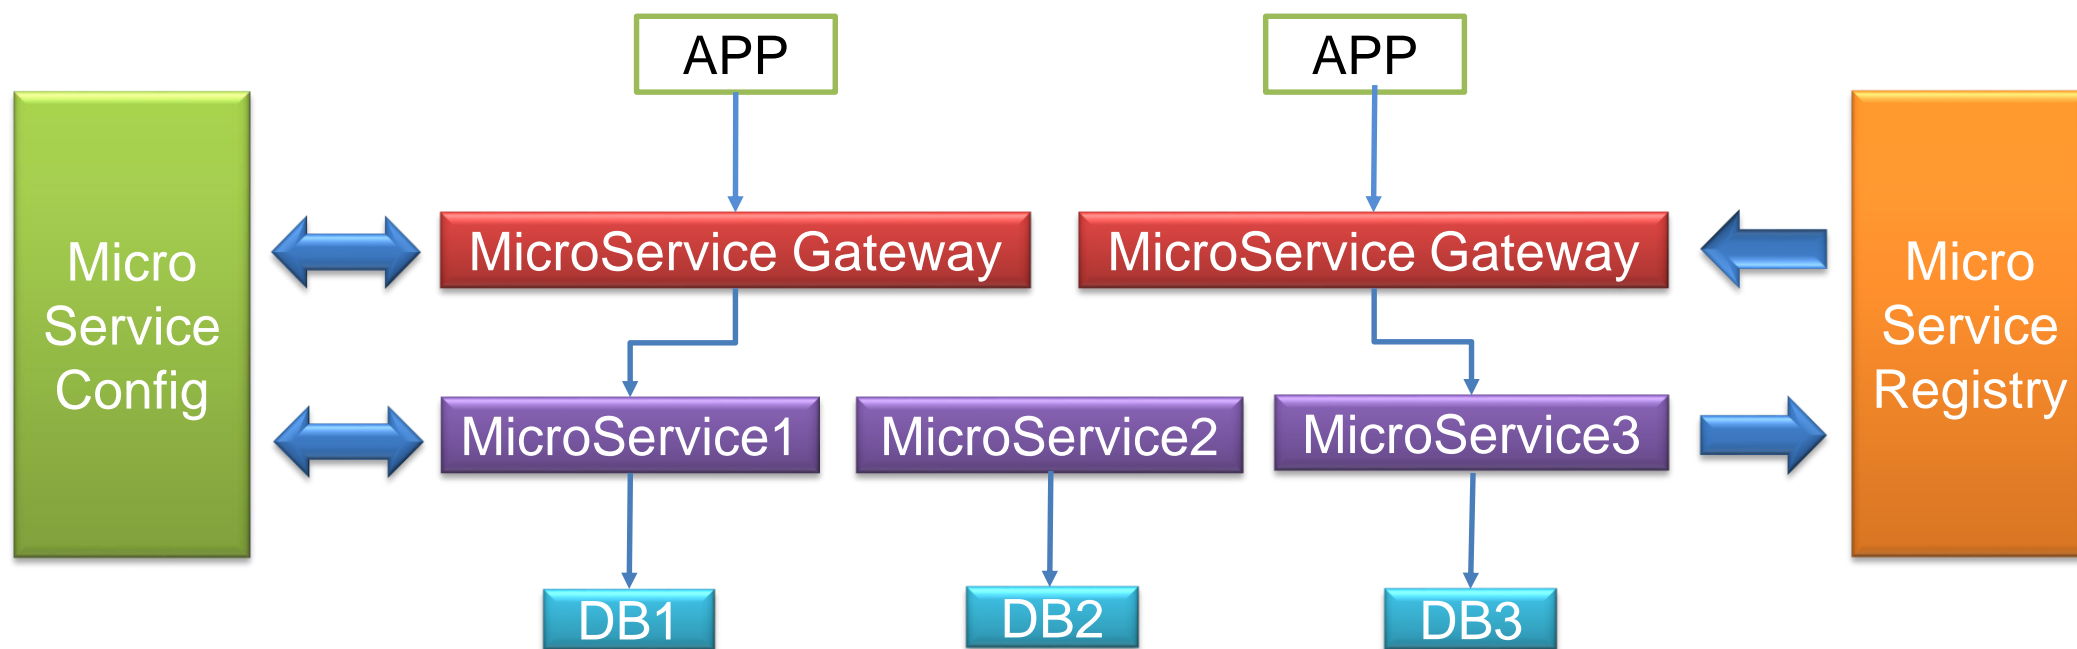 APP
APP
Micro
Service
Config
MicroService Gateway
MicroService Gateway
Micro
Service
Registry
MicroService1
MicroService2
MicroService3
DB1
DB2
DB3